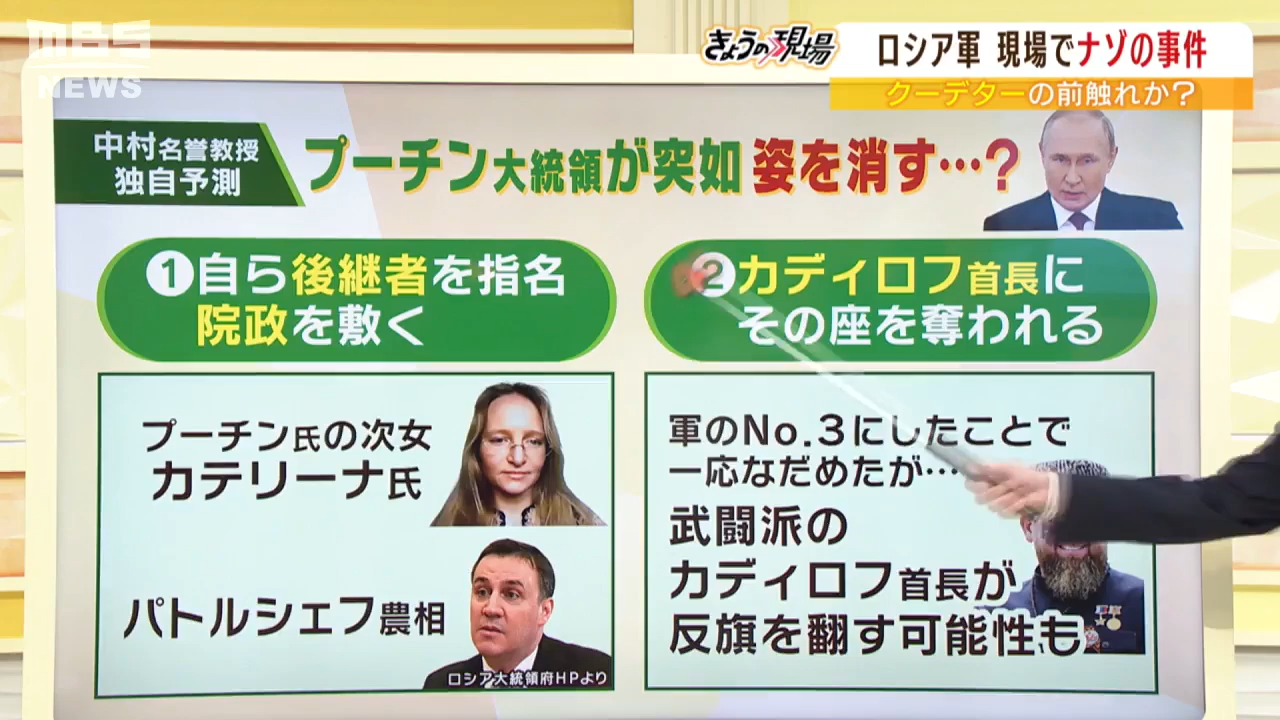 MBS
NEWS
きょうの現場
ロシア軍 現場でナゾの事件
クーデターの前触れか？
中村名誉教授
独自予測
プーチン大統領が突如 姿を消す…？
①自ら後継者を指名
院政を敷く
②カディロフ首長に
その座を奪われる
プーチン氏の次女
カテリーナ氏
パトルシェフ農相
ロシア大統領府HPより
軍のNo.3にしたことで
一応なだめたが…
武闘派の
カディロフ首長が
反旗を翻す可能性も